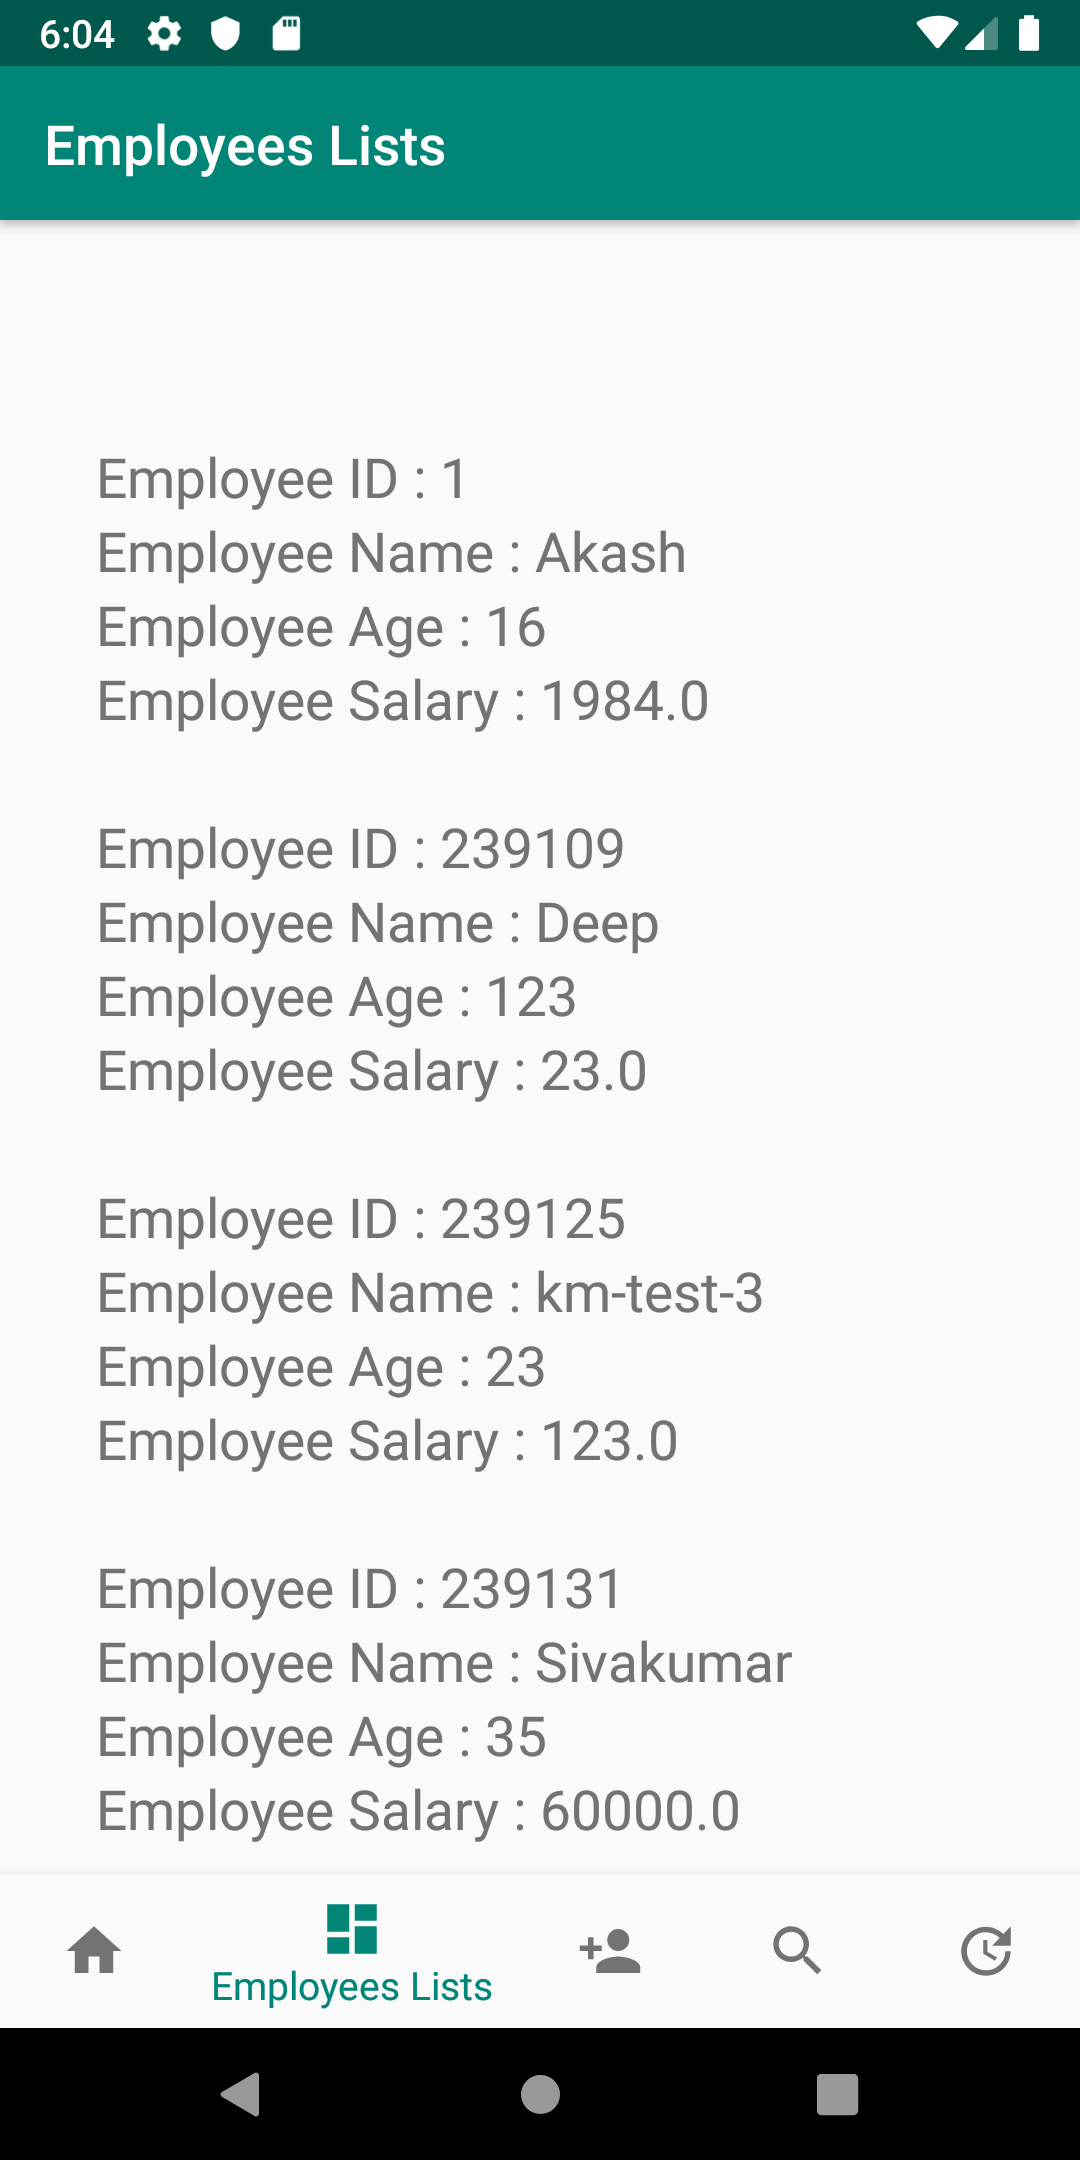 6:04
Employees Lists
Employee ID : 1
Employee Name : Akash
Employee Age : 16
Employee Salary : 1984.0
Employee ID : 239109
Employee Name : Deep
Employee Age : 123
Employee Salary : 23.0
Employee ID : 239125
Employee Name : km-test-3
Employee Age : 23
Employee Salary : 123.0
Employee ID : 239131
Employee Name : Sivakumar
Employee Age : 35
Employee Salary : 60000.0
Employees Lists